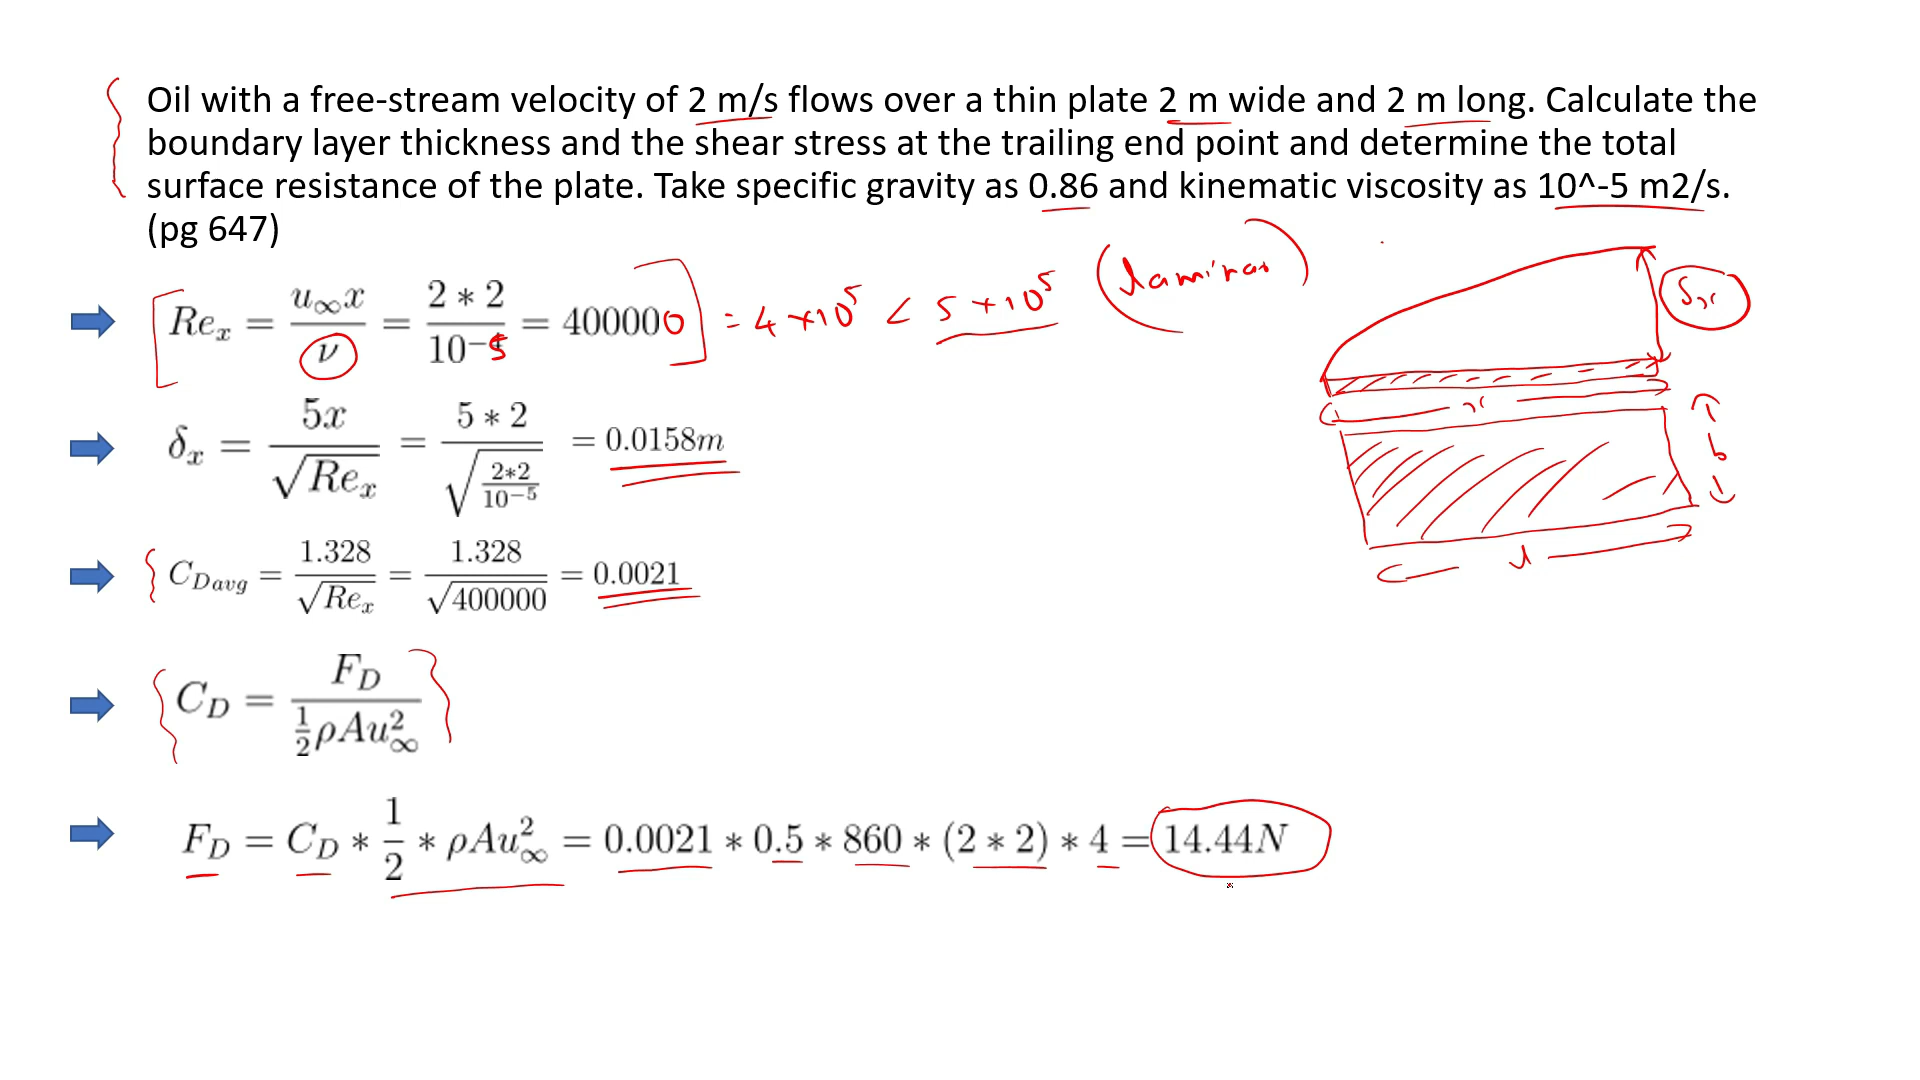 Oil with a free-stream velocity of 2 m/s flows over a thin plate 2 m wide and 2 m long. Calculate the
boundary layer thickness and the shear stress at the trailing end point and determine the total
surface resistance of the plate. Take specific gravity as 0.86 and kinematic viscosity as 10^-5 m2/s.
(pg 647)
Re_x = u_∞x / ν = 2 * 2 / 10^−5 = 400000 = 4 × 10^5 < 5 * 10^5 (laminar)
δ_x = 5x / √Re_x = 5 * 2 / √(2*2 / 10^−5) = 0.0158m
C_Davg = 1.328 / √Re_x = 1.328 / √400000 = 0.0021
C_D = F_D / ½ρAu_∞^2
F_D = C_D * 1/2 * ρAu_∞^2 = 0.0021 * 0.5 * 860 * (2 * 2) * 4 = 14.44N
δ_x
x
b
l